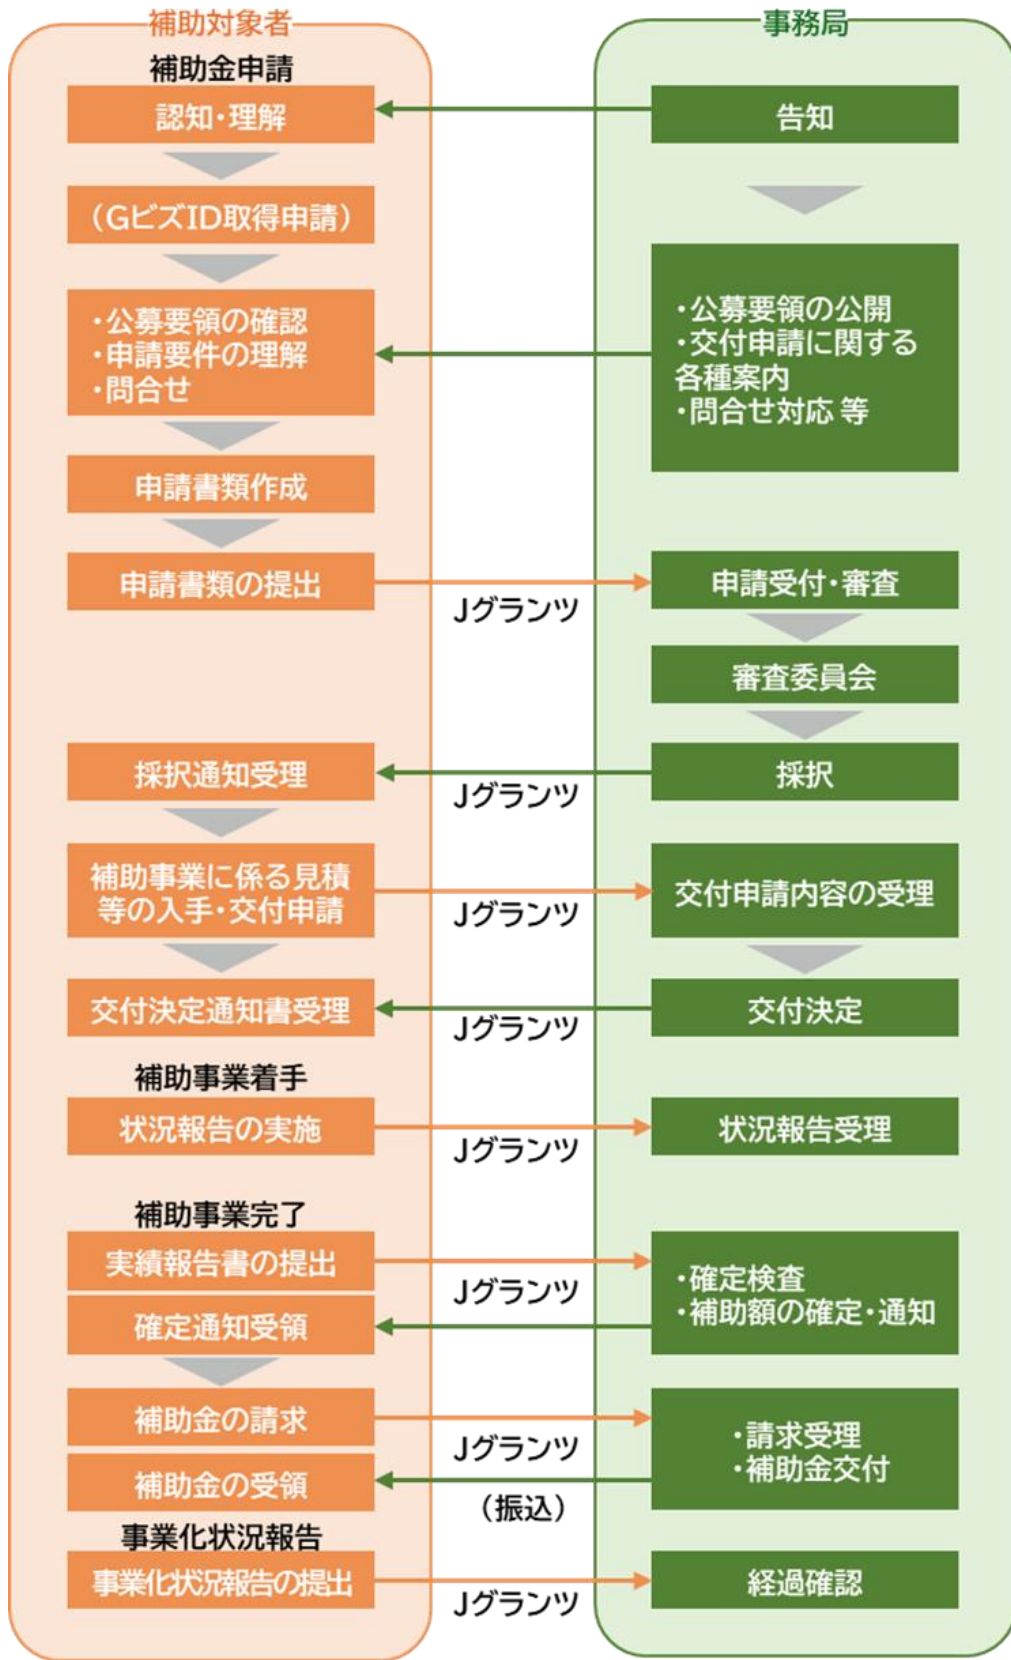 補助対象者
事務局
補助金申請
認知・理解
告知
（GビズID取得申請）
・公募要領の確認
・申請要件の理解
・問合せ
・公募要領の公開
・交付申請に関する
各種案内
・問合せ対応 等
申請書類作成
申請書類の提出
Jグランツ
申請受付・審査
審査委員会
採択通知受理
Jグランツ
採択
補助事業に係る見積
等の入手・交付申請
Jグランツ
交付申請内容の受理
交付決定通知書受理
Jグランツ
交付決定
補助事業着手
状況報告の実施
Jグランツ
状況報告受理
補助事業完了
実績報告書の提出
Jグランツ
・確定検査
・補助額の確定・通知
確定通知受領
補助金の請求
Jグランツ
・請求受理
・補助金交付
補助金の受領
（振込）
事業化状況報告
事業化状況報告の提出
Jグランツ
経過確認